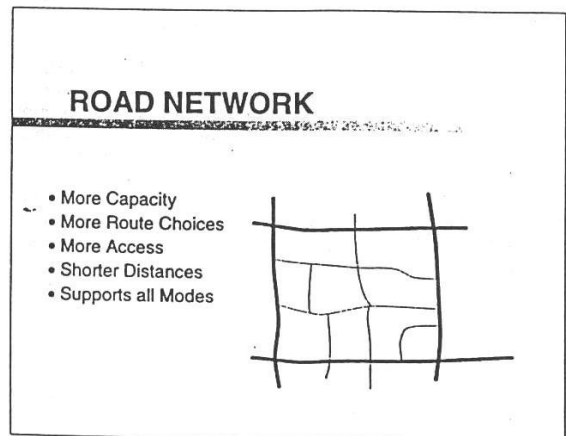 ROAD NETWORK
• More Capacity
• More Route Choices
• More Access
• Shorter Distances
• Supports all Modes